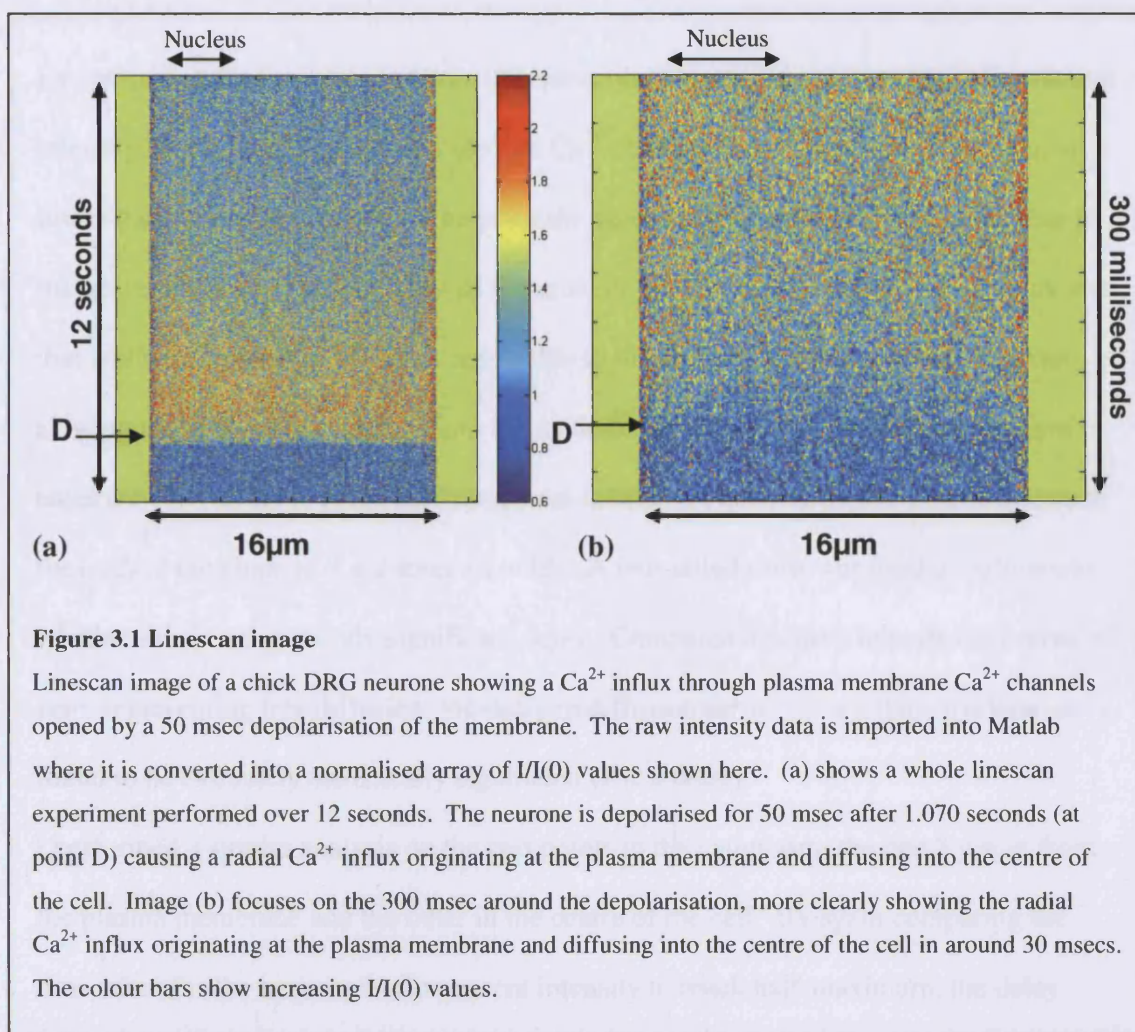 Nucleus
Nucleus
12 seconds
D
2.2
2
1.8
1.6
1.4
1.2
1
0.8
0.6
D
300 milliseconds
(a)
16μm
(b)
16μm
Figure 3.1 Linescan image
Linescan image of a chick DRG neurone showing a Ca²⁺ influx through plasma membrane Ca²⁺ channels
opened by a 50 msec depolarisation of the membrane. The raw intensity data is imported into Matlab
where it is converted into a normalised array of I/I(0) values shown here. (a) shows a whole linescan
experiment performed over 12 seconds. The neurone is depolarised for 50 msec after 1.070 seconds (at
point D) causing a radial Ca²⁺ influx originating at the plasma membrane and diffusing into the centre of
the cell. Image (b) focuses on the 300 msec around the depolarisation, more clearly showing the radial
Ca²⁺ influx originating at the plasma membrane and diffusing into the centre of the cell in around 30 msecs.
The colour bars show increasing I/I(0) values.